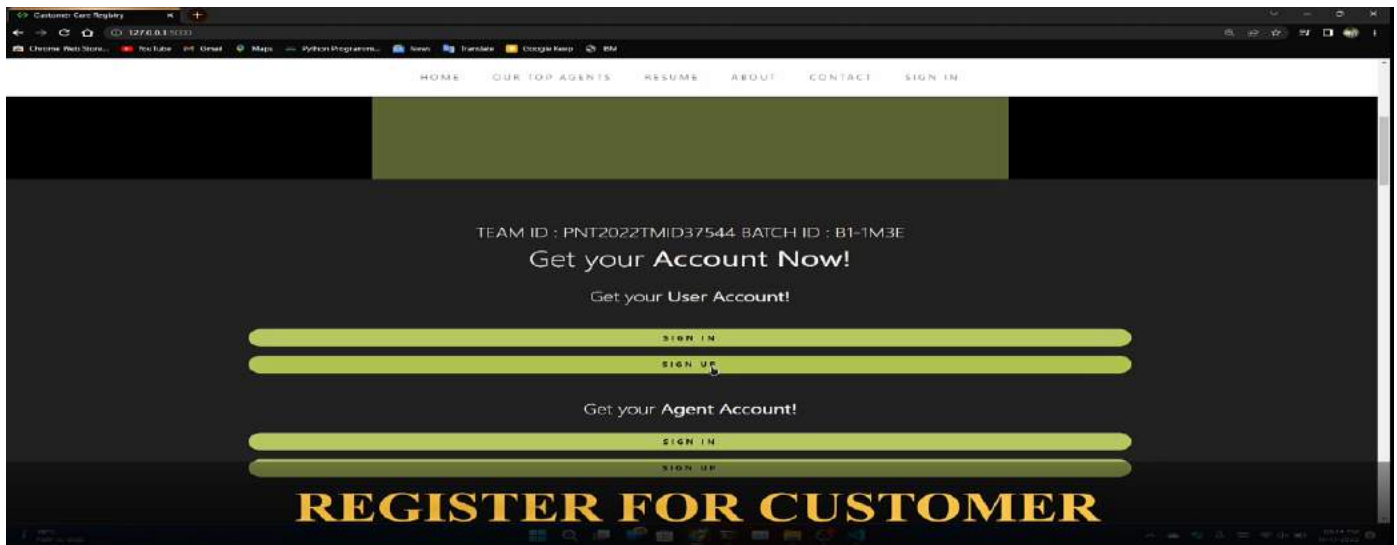 Customer Care Registry
127.0.0.1:5000
Chrome Web Store... YouTube Gmail Maps Python Programm... News Translate Google Keep
HOME OUR TOP AGENTS RESUME ABOUT CONTACT SIGN IN
TEAM ID : PNT2022TMID37544 BATCH ID : B1-1M3E
Get your Account Now!
Get your User Account!
SIGN IN
SIGN UP
Get your Agent Account!
SIGN IN
SIGN UP
REGISTER FOR CUSTOMER